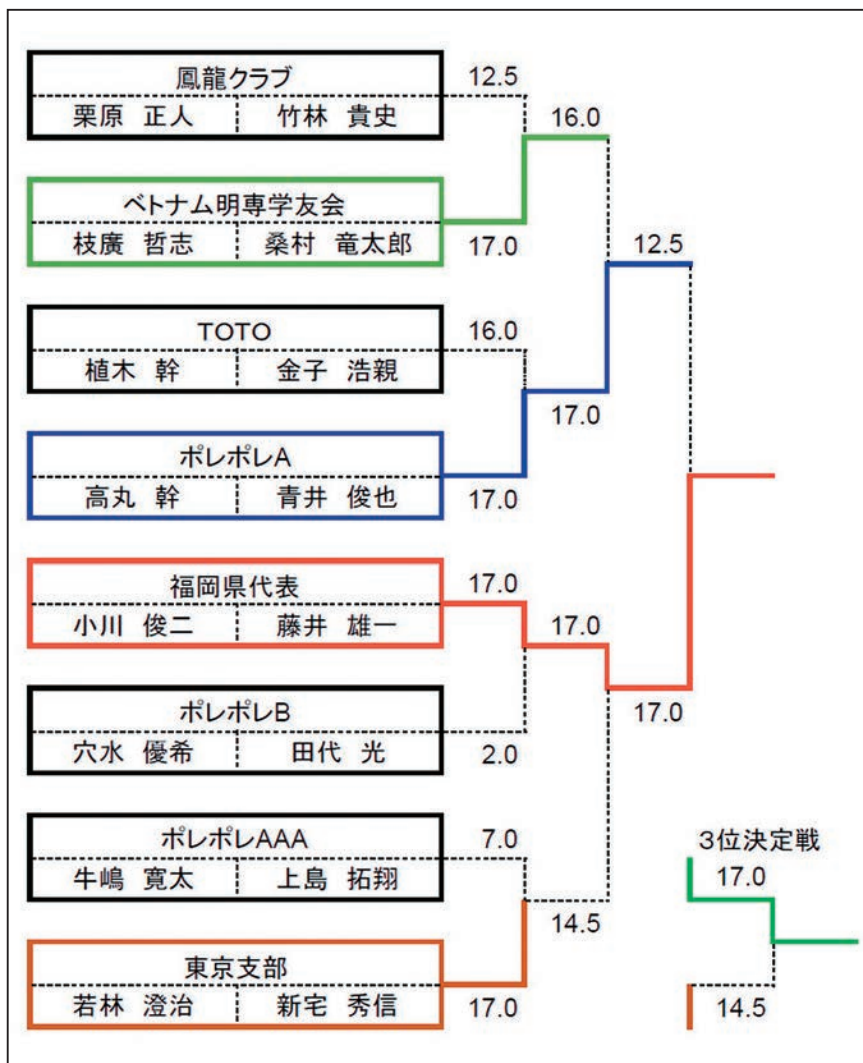 鳳龍クラブ 12.5
栗原 正人 竹林 貴史 16.0
ベトナム明専学友会
枝廣 哲志 桑村 竜太郎 17.0 12.5
TOTO 16.0
植木 幹 金子 浩親
17.0
ポレポレA
高丸 幹 青井 俊也 17.0
福岡県代表 17.0
小川 俊二 藤井 雄一 17.0
ポレポレB 17.0
穴水 優希 田代 光 2.0
ポレポレAAA 7.0 3位決定戦
牛嶋 寛太 上島 拓翔 17.0
14.5
東京支部
若林 澄治 新宅 秀信 17.0 14.5